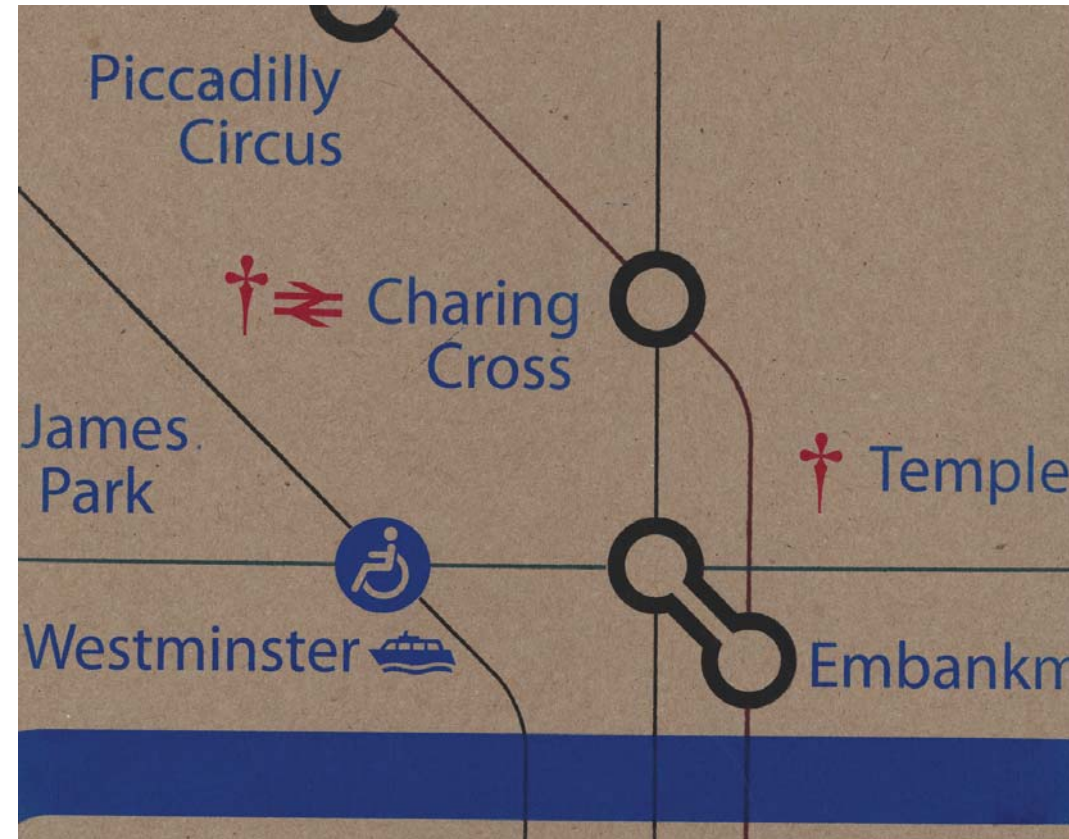 Piccadilly
Circus
Charing
Cross
James
Park
Temple
Westminster
Embankm